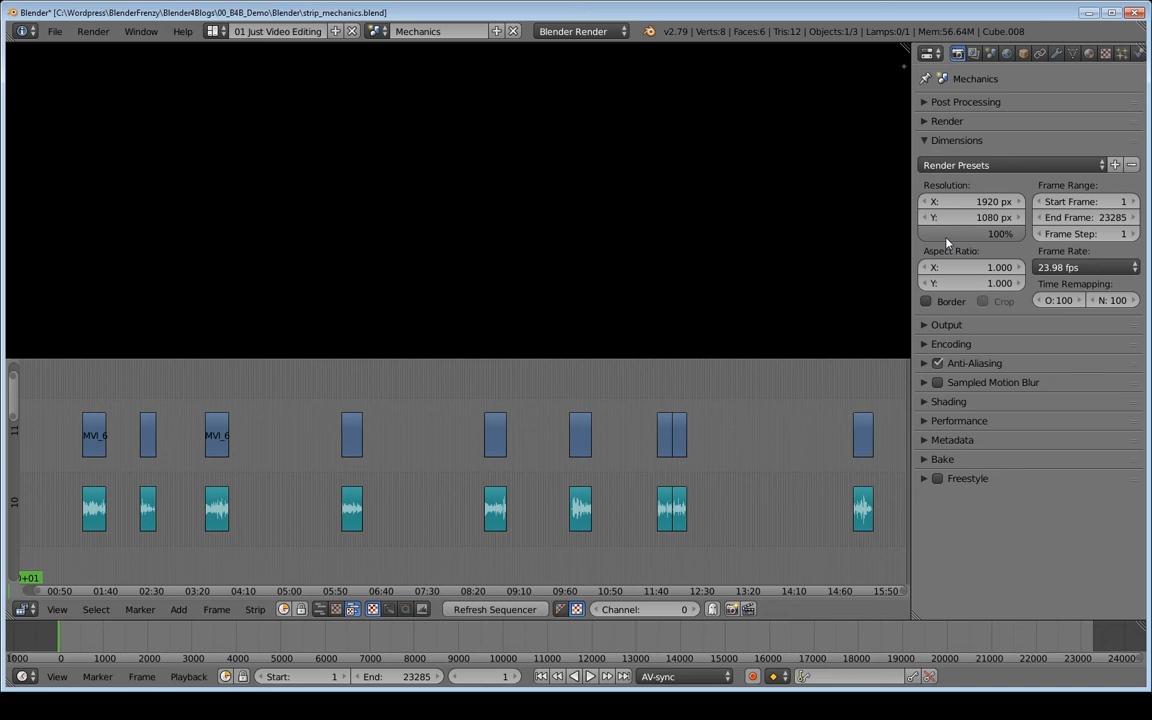 Blender* [C:\Wordpress\BlenderFrenzy\Blender4Blogs\00_B4B_Demo\Blender\strip_mechanics.blend]
File Render Window Help 01 Just Video Editing Mechanics Blender Render v2.79 | Verts:8 | Faces:6 | Tris:12 | Objects:1/3 | Lamps:0/1 | Mem:56.64M | Cube.008
Mechanics
Post Processing
Render
Dimensions
Render Presets
Resolution: Frame Range:
X: 1920 px Start Frame: 1
Y: 1080 px End Frame: 23285
100% Frame Step: 1
Aspect Ratio: Frame Rate:
X: 1.000 23.98 fps
Y: 1.000 Time Remapping:
Border Crop O: 100 N: 100
Output
Encoding
Anti-Aliasing
Sampled Motion Blur
Shading
Performance
Metadata
Bake
Freestyle
11
MVI_6 MVI_6
10
0+01
00:50 01:40 02:30 03:20 04:10 05:00 05:50 06:40 07:30 08:20 09:10 09:60 10:50 11:40 12:30 13:20 14:10 14:60 15:50
View Select Marker Add Frame Strip Refresh Sequencer Channel: 0
1000 0 1000 2000 3000 4000 5000 6000 7000 8000 9000 10000 11000 12000 13000 14000 15000 16000 17000 18000 19000 20000 21000 22000 23000 24000
View Marker Frame Playback Start: 1 End: 23285 1 AV-sync